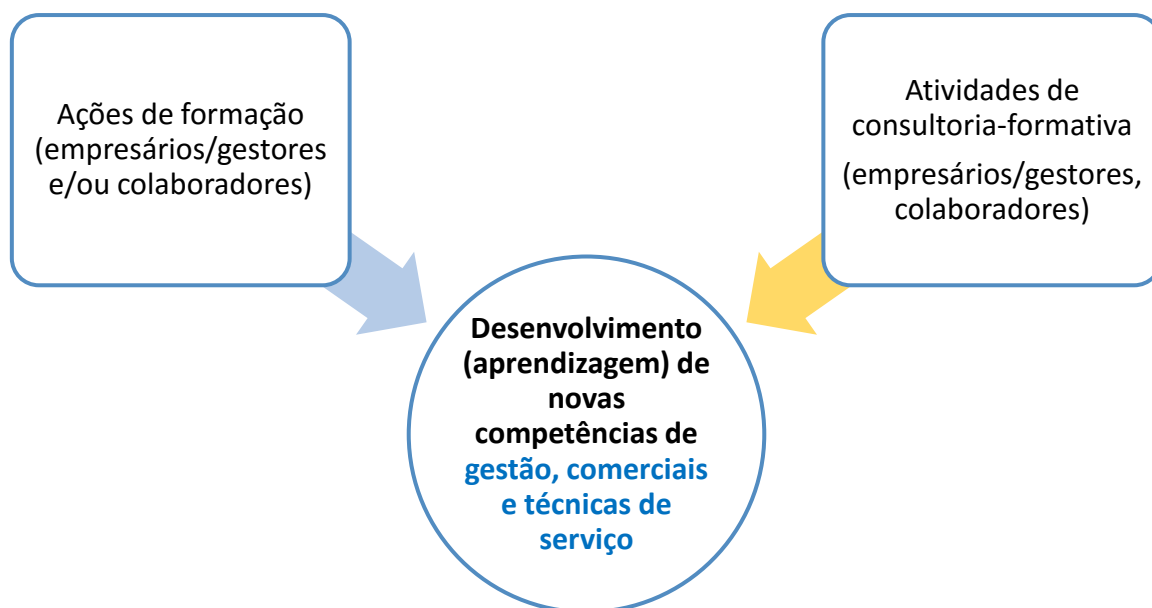 Ações de formação
(empresários/gestores
e/ou colaboradores)
Atividades de
consultoria-formativa
(empresários/gestores,
colaboradores)
Desenvolvimento
(aprendizagem) de
novas
competências de
gestão, comerciais
e técnicas de
serviço